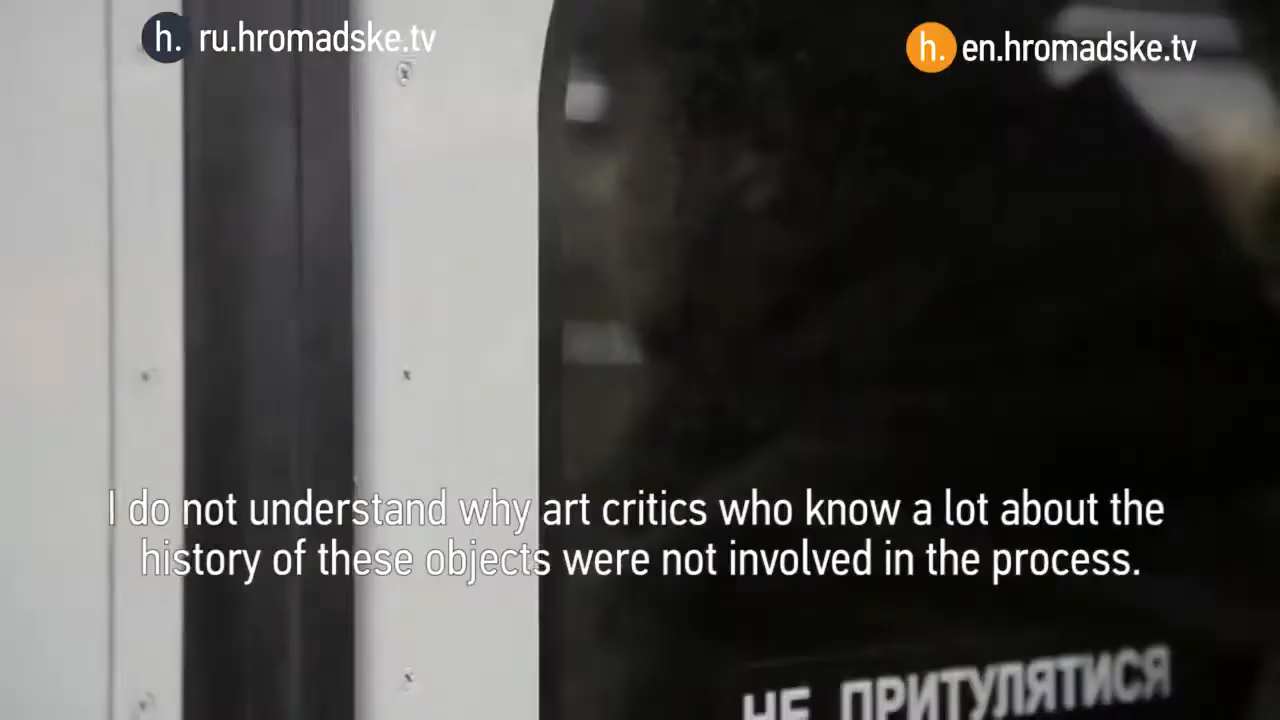 h. ru.hromadske.tv
h. en.hromadske.tv
I do not understand why art critics who know a lot about the
history of these objects were not involved in the process.
НЕ ПРИТУЛЯТИСЯ